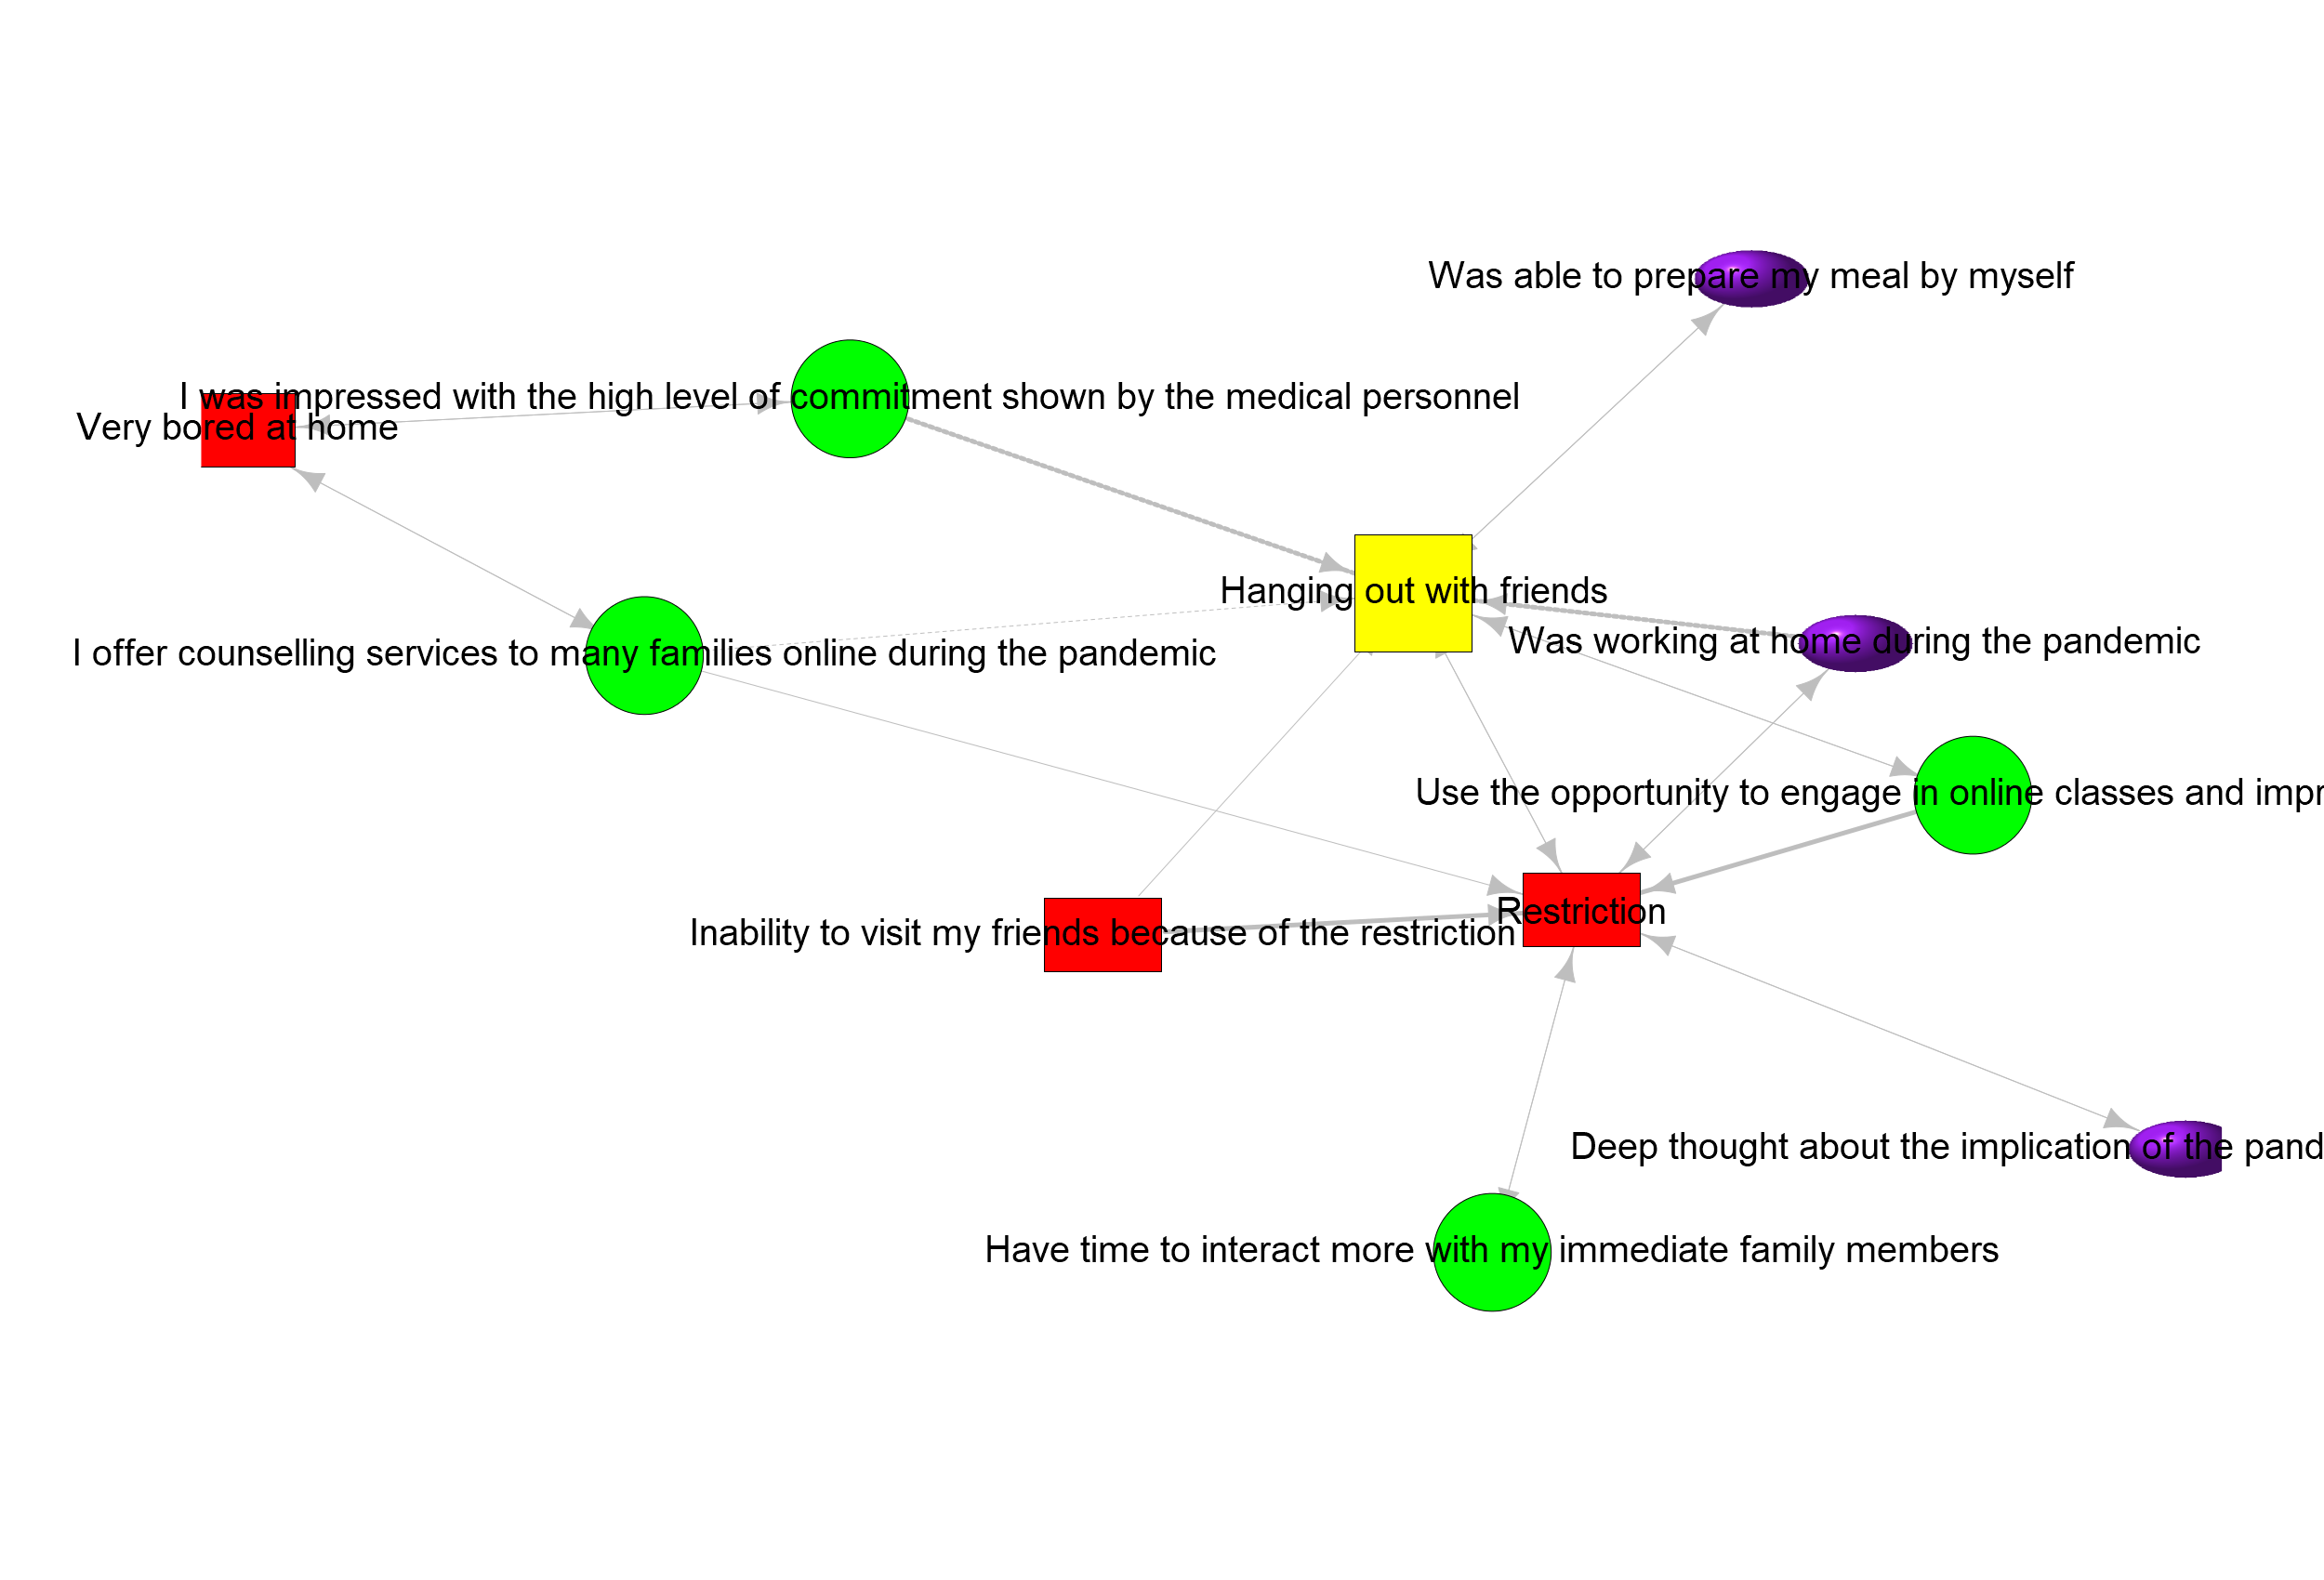 Was able to prepare my meal by myself
I was impressed with the high level of commitment shown by the medical personnel
Very bored at home
Hanging out with friends
Was working at home during the pandemic
I offer counselling services to many families online during the pandemic
Use the opportunity to engage in online classes and impr
Restriction
Inability to visit my friends because of the restriction
Deep thought about the implication of the pand
Have time to interact more with my immediate family members